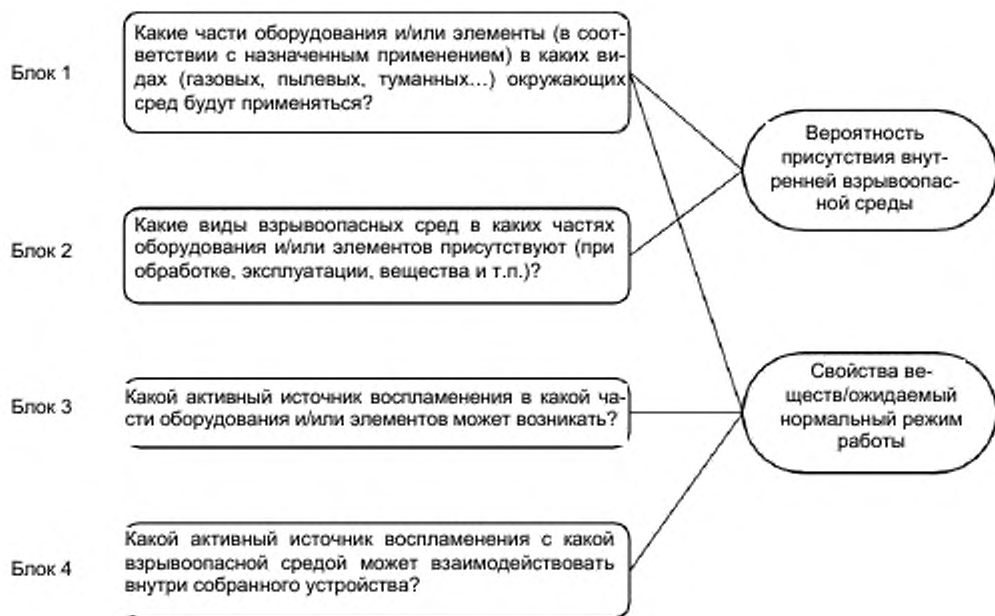 Блок 1
Какие части оборудования и/или элементы (в соот-
ветствии с назначенным применением) в каких ви-
дах (газовых, пылевых, туманных...) окружающих
сред будут применяться?
Вероятность
присутствия внут-
ренней взрывоопас-
ной среды
Блок 2
Какие виды взрывоопасных сред в каких частях
оборудования и/или элементов присутствуют (при
обработке, эксплуатации, вещества и т.п.)?
Блок 3
Какой активный источник воспламенения в какой ча-
сти оборудования и/или элементов может возникать?
Свойства ве-
ществ/ожидаемый
нормальный режим
работы
Блок 4
Какой активный источник воспламенения с какой
взрывоопасной средой может взаимодействовать
внутри собранного устройства?